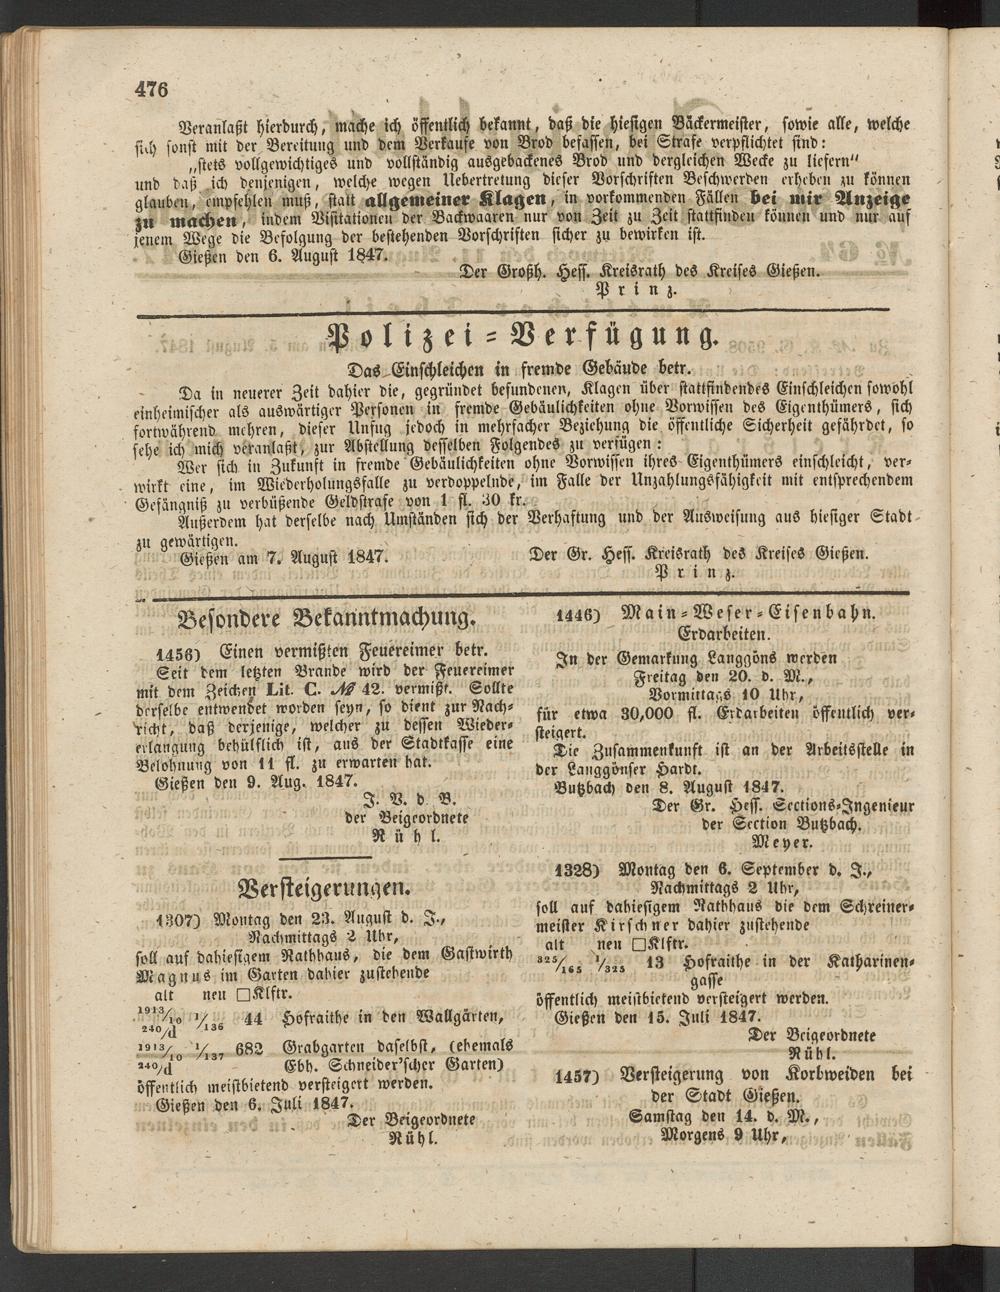 476
Veranlaßt hierdurch, mache ich öffentlich bekannt, daß die hiesigen Bäckermeister, sowie alle, welche
sich sonst mit der Bereitung und dem Verkaufe von Brod befassen, bei Strafe verpflichtet sind:
„stets vollgewichtiges und vollständig ausgebackenes Brod und dergleichen Wecke zu liefern“
und daß ich denjenigen, welche wegen Uebertretung dieser Vorschriften Beschwerden erheben zu können
glauben, empfehlen muß, statt allgemeiner Klagen, in vorkommenden Fällen bei mir Anzeige
zu machen, indem Visitationen der Backwaaren nur von Zeit zu Zeit stattfinden können und nur auf
jenem Wege die Befolgung der bestehenden Vorschriften sicher zu bewirken ist.
Gießen den 6. August 1847.
Der Großh. Hess. Kreisrath des Kreises Gießen.
Prinz.
Polizei=Verfügung.
Das Einschleichen in fremde Gebäude betr.
Da in neuerer Zeit dahier die, gegründet befundenen, Klagen über stattfindendes Einschleichen sowohl
einheimischer als auswärtiger Personen in fremde Gebäulichkeiten ohne Vorwissen des Eigenthümers, sich
fortwährend mehren, dieser Unfug jedoch in mehrfacher Beziehung die öffentliche Sicherheit gefährdet, so
sehe ich mich veranlaßt, zur Abstellung desselben Folgendes zu verfügen:
Wer sich in Zukunft in fremde Gebäulichkeiten ohne Vorwissen ihres Eigenthümers einschleicht, ver=
wirkt eine, im Wiederholungsfalle zu verdoppelnde, im Falle der Unzahlungsfähigkeit mit entsprechendem
Gefängniß zu verbüßende Geldstrafe von 1 fl. 30 kr.
Außerdem hat derselbe nach Umständen sich der Verhaftung und der Ausweisung aus hiesiger Stadt
zu gewärtigen.
Gießen am 7. August 1847.
Der Gr. Hess. Kreisrath des Kreises Gießen.
Prinz.
Besondere Bekanntmachung.
1456) Einen vermißten Feuereimer betr.
Seit dem letzten Brande wird der Feuereimer
mit dem Zeichen Lit. C. № 42. vermißt. Sollte
derselbe entwendet worden seyn, so dient zur Nach=
richt, daß derjenige, welcher zu dessen Wieder=
erlangung behülflich ist, aus der Stadtkasse eine
Belohnung von 11 fl. zu erwarten hat.
Gießen den 9. Aug. 1847.
J. V. d B.
der Beigeordnete
Rühl.
Versteigerungen.
1307) Montag den 23. August d. J.,
Nachmittags 2 Uhr,
soll auf dahiesigem Rathhaus, die dem Gastwirth
Magnus im Garten dahier zustehende
alt neu □Klftr.
1913/10 1/136 44 Hofraithe in den Wallgärten,
240/d
1913/10 1/137 682 Grabgarten daselbst, (ehemals
240/d Ebh. Schneider'scher Garten)
öffentlich meistbietend versteigert werden.
Gießen den 6. Juli 1847.
Der Beigeordnete
Rühl.
1446) Main=Weser=Eisenbahn.
Erdarbeiten.
In der Gemarkung Langgöns werden
Freitag den 20. d. M.,
Vormittags 10 Uhr,
für etwa 30,000 fl. Erdarbeiten öffentlich ver=
steigert.
Die Zusammenkunft ist an der Arbeitsstelle in
der Langgönser Hardt.
Butzbach den 8. August 1847.
Der Gr. Hess. Sections=Ingenieur
der Section Butzbach.
Meyer.
1328) Montag den 6. September d. J.,
Nachmittags 2 Uhr,
soll auf dahiesigem Rathhaus die dem Schreiner=
meister Kirschner dahier zustehende
alt neu □Klftr.
325/165 1/325 13 Hofraithe in der Katharinen=
gasse
öffentlich meistbietend versteigert werden.
Gießen den 15. Juli 1847.
Der Beigeordnete
Rühl.
1457) Versteigerung von Korbweiden bei
der Stadt Gießen.
Samstag den 14. d. M.,
Morgens 9 Uhr,